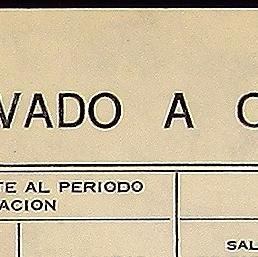 VADO A
TE AL PERIODO
ACION
SAL